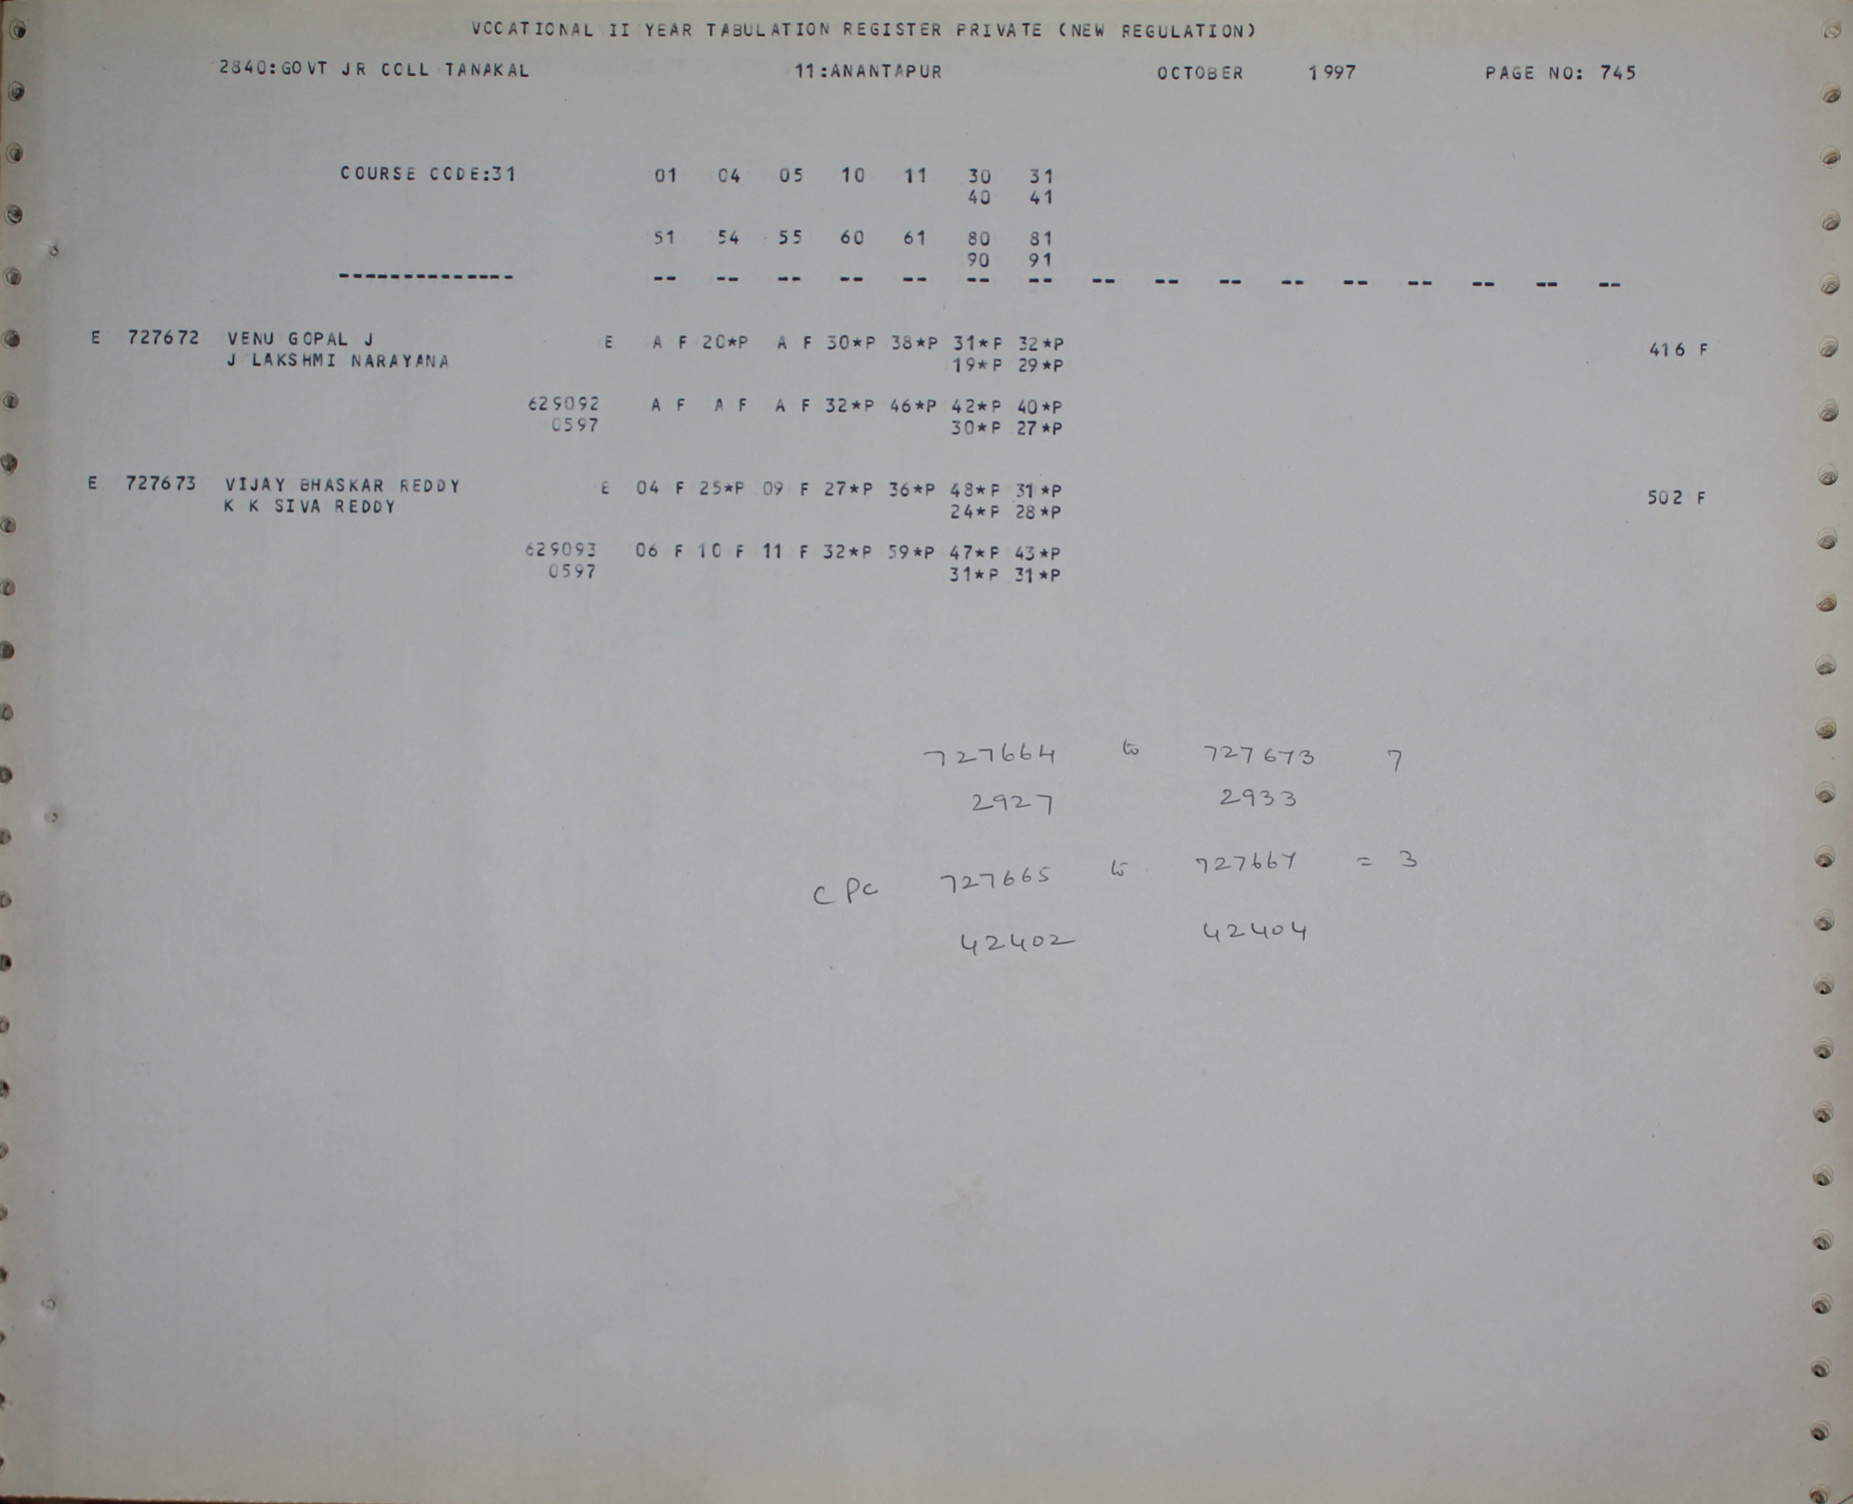 VOCATIONAL II YEAR TABULATION REGISTER PRIVATE (NEW REGULATION)
2840:GOVT JR COLL TANAKAL 11:ANANTAPUR OCTOBER 1997 PAGE NO: 745
COURSE CODE:31 01 04 05 10 11 30 31
40 41
51 54 55 60 61 80 81
90 91
-------------- -- -- -- -- -- -- -- -- -- -- -- -- -- -- -- --
E 727672 VENU GOPAL J E A F 20*P A F 30*P 38*P 31*P 32*P 416 F
J LAKSHMI NARAYANA 19*P 29*P
629092 A F A F A F 32*P 46*P 42*P 40*P
0597 30*P 27*P
E 727673 VIJAY BHASKAR REDDY E 04 F 25*P 09 F 27*P 36*P 48*P 31*P 502 F
K K SIVA REDDY 24*P 28*P
629093 06 F 10 F 11 F 32*P 59*P 47*P 43*P
0597 31*P 31*P
727664 to 727673 7
2927 2933
CPC 727665 to = 3
42402 42404